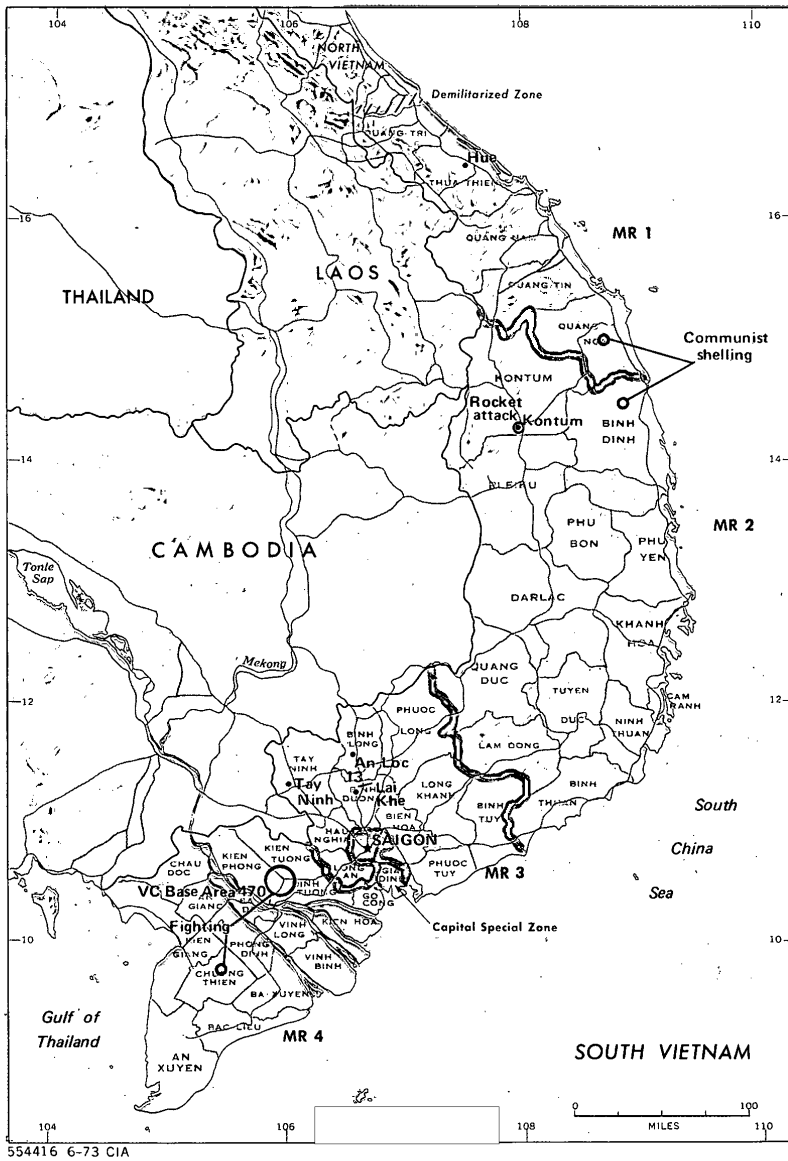 104
106
108
110
NORTH
VIETNAM
Demilitarized Zone
QUANG TRI
Hue
THUA THIEN
16
16
MR 1
LAOS
THAILAND
QUANG TIN
QUANG
Communist
shelling
KONTUM
Rocket
attack
Kontum
BINH
DINH
14
14
PLEIKU
MR 2
PHU
BON
PHU
YEN
CAMBODIA
Tonle
Sap
DARLAC
KHANH
HOA
Mekong
QUANG
DUC
12
12
TUYEN
DUC
CAM
RANH
NINH
THUAN
PHUOC
LONG
BINH
LONG
LAM DONG
TAY
NINH
An Loc
13
Tay
Ninh
BINH
DUONG
Lai
Khe
LONG
KHANH
BINH
TUY
BINH
THUAN
BIEN
HOA
South
China
Sea
HAU
NGHIA
SAIGON
MR 3
CHAU
DOC
KIEN
PHONG
KIEN
TUONG
LONG
AN
GIA
DINH
PHUOC
TUY
VC Base Area 470
DINH
TUONG
GO
CONG
GIANG
Capital Special Zone
Fighting
KIEN HOA
10
10
KIEN
GIANG
PHONG
DINH
VINH
LONG
VINH
BINH
CHUONG
THIEN
BA XUYEN
Gulf of
Thailand
BAC LIEU
MR 4
AN
XUYEN
SOUTH VIETNAM
0
100
MILES
104
106
108
110
554416 6-73 CIA